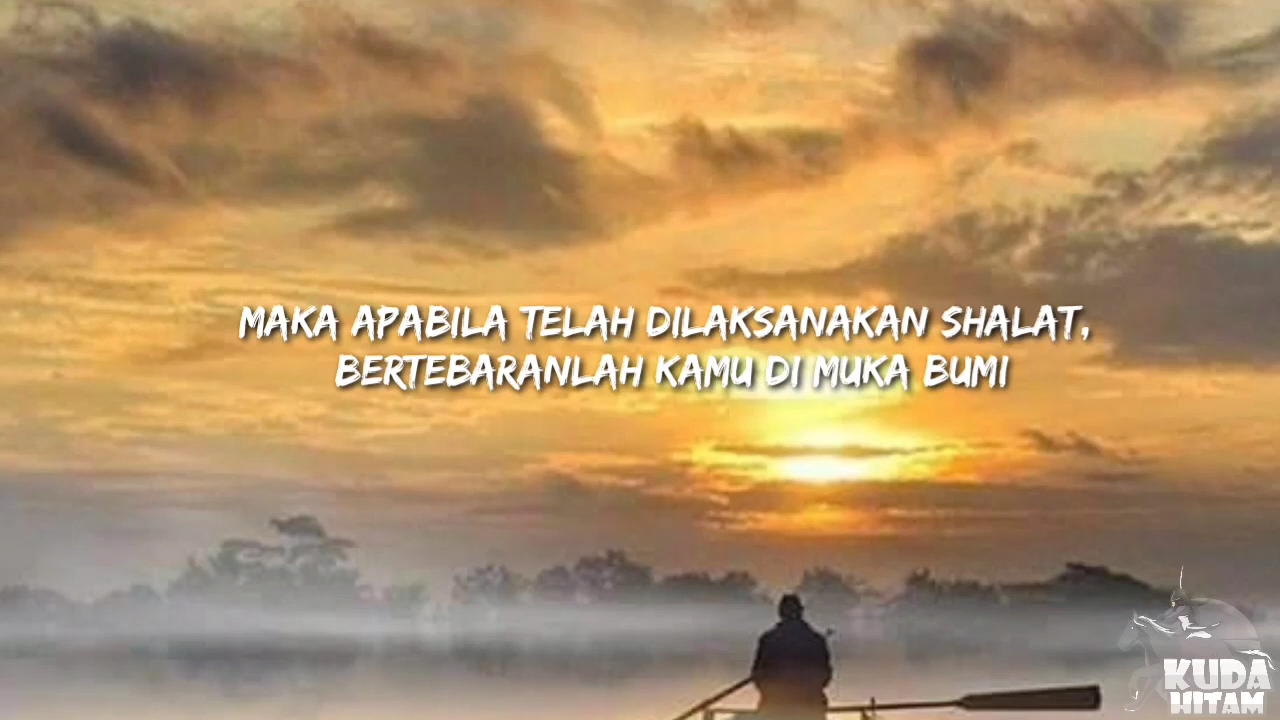 MAKA APABILA TELAH DILAKSANAKAN SHALAT,
BERTEBARANLAH KAMU DI MUKA BUMI
KUDA
HITAM